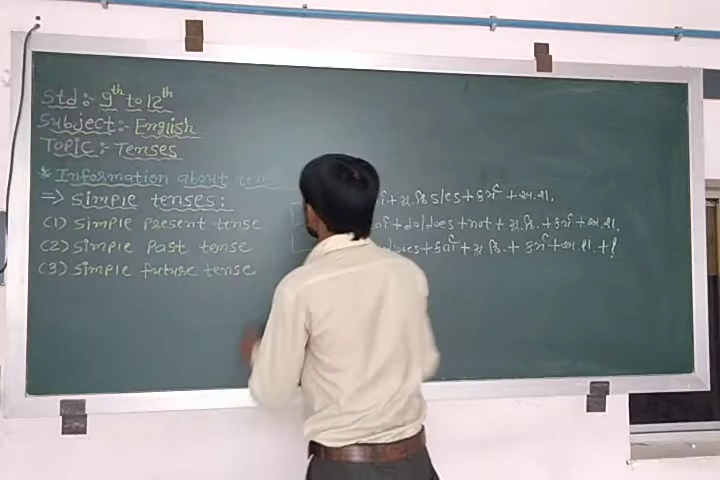 Std:- 9th to 12th
Subject:- English
TOPIC:- Tenses
* Information about
⇒ simple tenses:
(1) simple present tense
(2) simple past tense
(3) simple future tense
+ મૂ.ક્રિ s/es + કર્મ + અ.શ.
+ do/does + not + મૂ.ક્રિ. + કર્મ + અ.શ.
does + કર્તા + મૂ.ક્રિ. + કર્મ + અ.શ. + ?